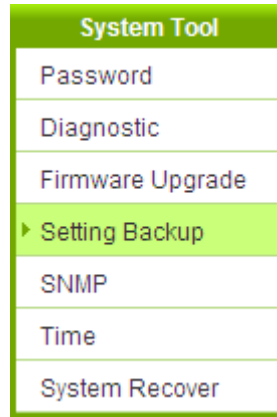 System Tool
Password
Diagnostic
Firmware Upgrade
Setting Backup
SNMP
Time
System Recover